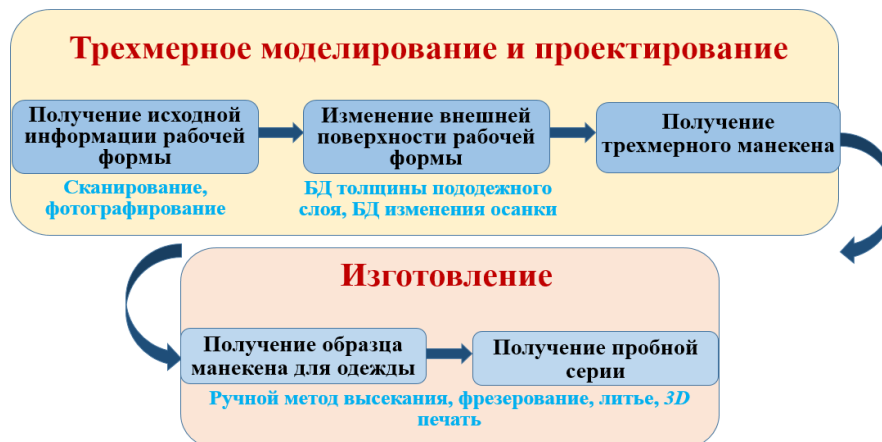 Трехмерное моделирование и проектирование
Получение исходной
информации рабочей
формы
Изменение внешней
поверхности рабочей
формы
Получение
трехмерного манекена
Сканирование,
фотографирование
БД толщины пододежного
слоя, БД изменения осанки
Изготовление
Получение образца
манекена для одежды
Получение пробной
серии
Ручной метод высекания, фрезерование, литье, 3D
печать